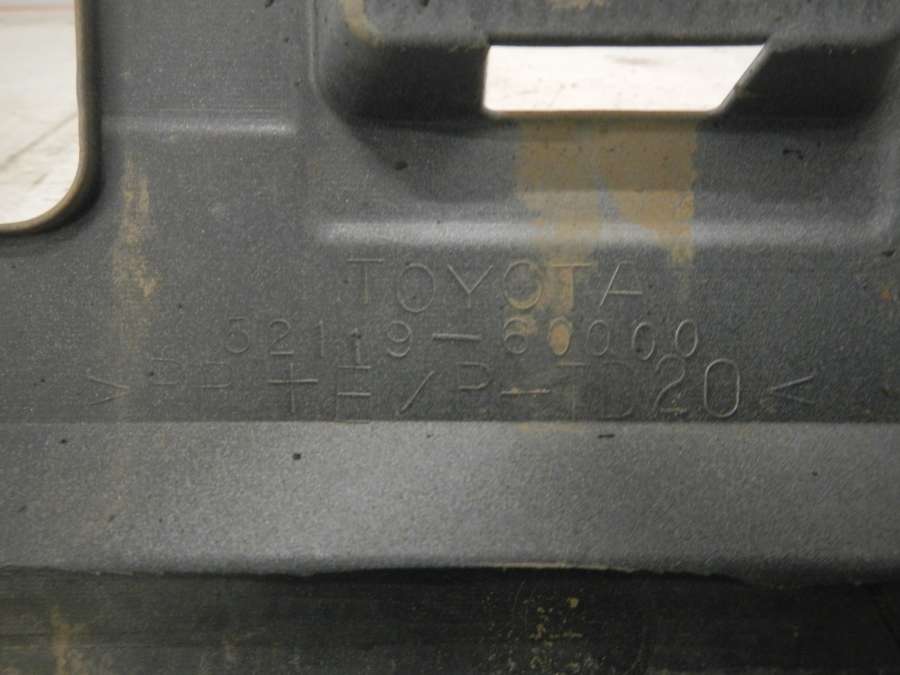 TOYOTA
52119-60000
>PP+E/P-TD20<